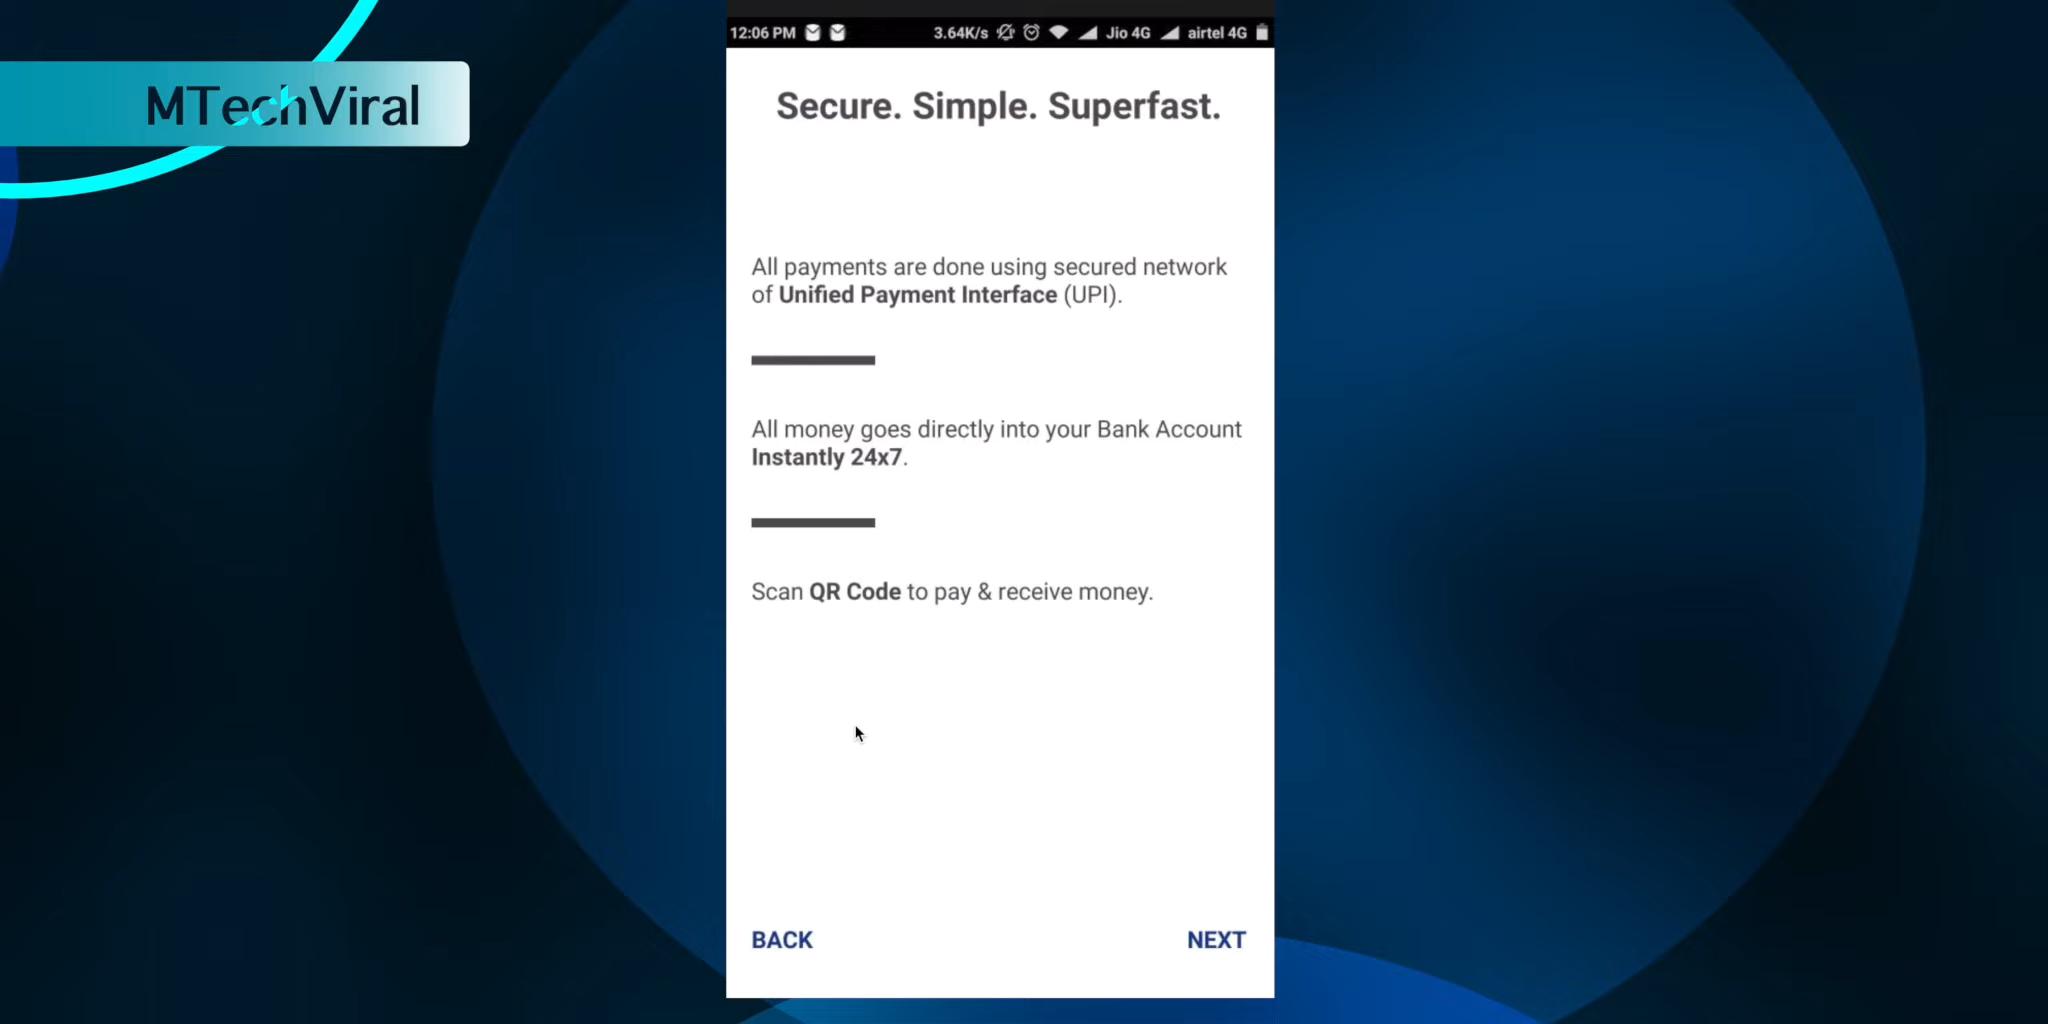 MTechViral
12:06 PM 3.64K/s Jio 4G airtel 4G
Secure. Simple. Superfast.
All payments are done using secured network
of Unified Payment Interface (UPI).
All money goes directly into your Bank Account
Instantly 24x7.
Scan QR Code to pay & receive money.
BACK NEXT